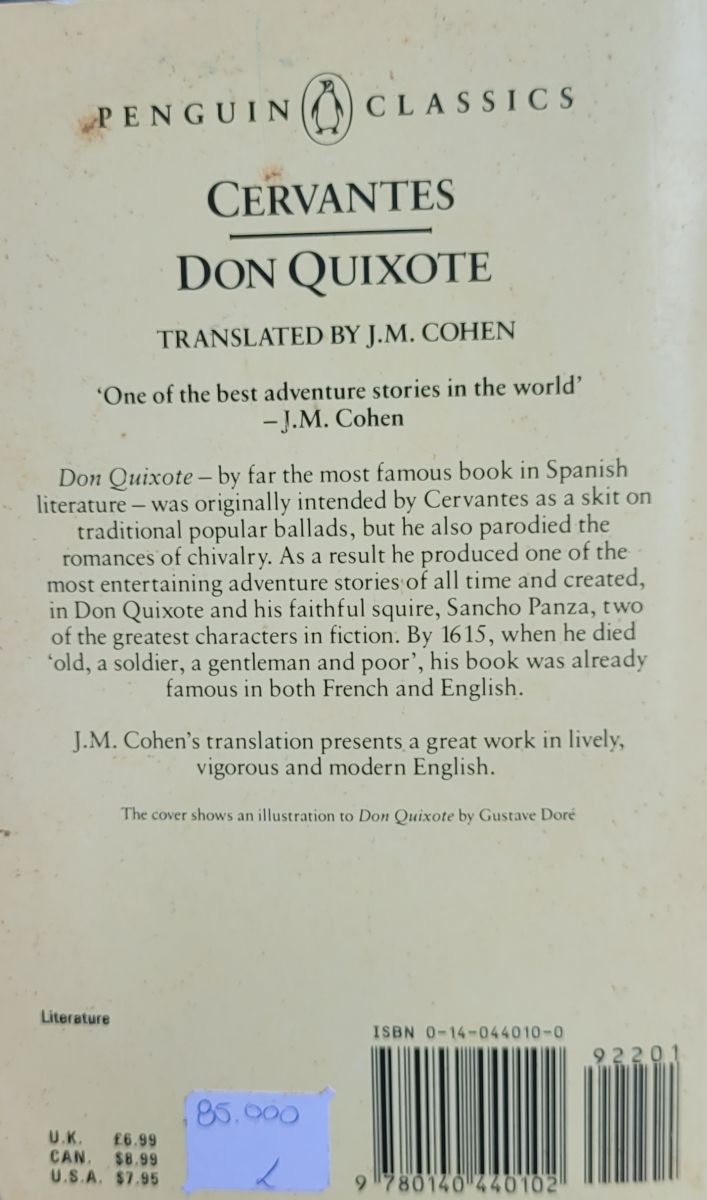 PENGUIN CLASSICS
CERVANTES
DON QUIXOTE
TRANSLATED BY J.M. COHEN
‘One of the best adventure stories in the world’
– J.M. Cohen
Don Quixote – by far the most famous book in Spanish
literature – was originally intended by Cervantes as a skit on
traditional popular ballads, but he also parodied the
romances of chivalry. As a result he produced one of the
most entertaining adventure stories of all time and created,
in Don Quixote and his faithful squire, Sancho Panza, two
of the greatest characters in fiction. By 1615, when he died
‘old, a soldier, a gentleman and poor’, his book was already
famous in both French and English.
J.M. Cohen’s translation presents a great work in lively,
vigorous and modern English.
The cover shows an illustration to Don Quixote by Gustave Doré
Literature
ISBN 0-14-044010-0
92201
85.000
U.K. £6.99
CAN. $8.99
U.S.A. $7.95
9 780140 440102